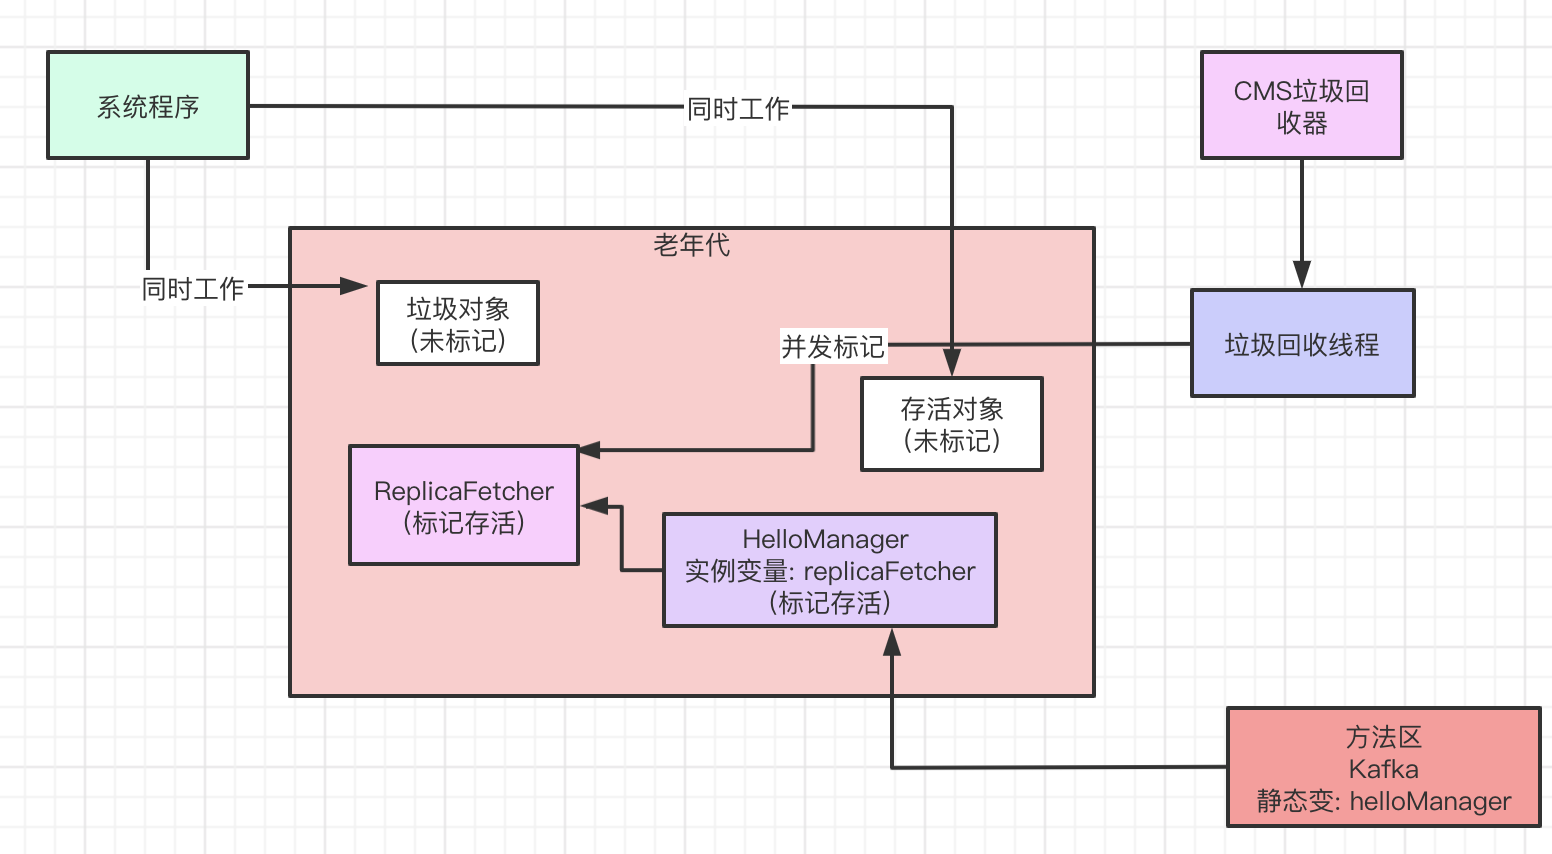 系统程序
同时工作
CMS垃圾回
收器
老年代
同时工作
垃圾对象
(未标记)
并发标记
垃圾回收线程
存活对象
(未标记)
ReplicaFetcher
(标记存活)
HelloManager
实例变量: replicaFetcher
(标记存活)
方法区
Kafka
静态变: helloManager